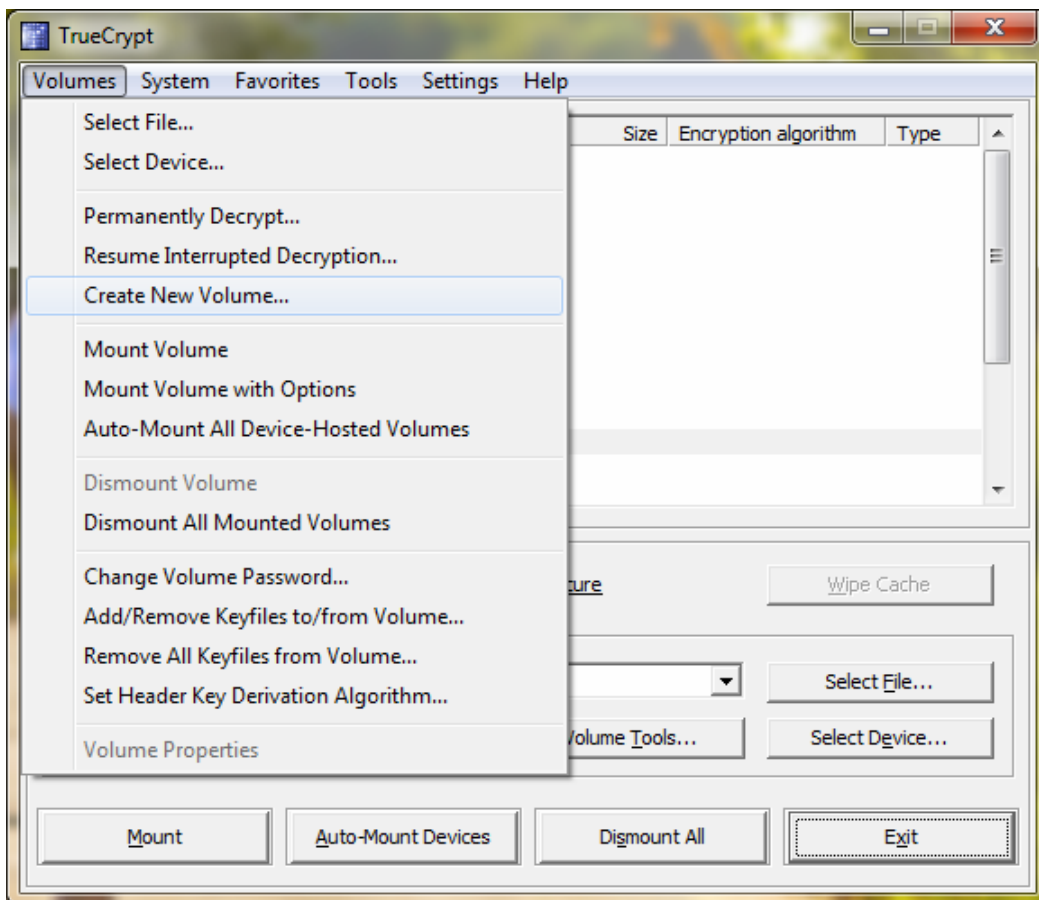 TrueCrypt
Volumes System Favorites Tools Settings Help
Select File...
Select Device...
Permanently Decrypt...
Resume Interrupted Decryption...
Create New Volume...
Mount Volume
Mount Volume with Options
Auto-Mount All Device-Hosted Volumes
Dismount Volume
Dismount All Mounted Volumes
Change Volume Password...
Add/Remove Keyfiles to/from Volume...
Remove All Keyfiles from Volume...
Set Header Key Derivation Algorithm...
Volume Properties
Size Encryption algorithm Type
Wipe Cache
Select File...
Volume Tools... Select Device...
Mount Auto-Mount Devices Dismount All Exit